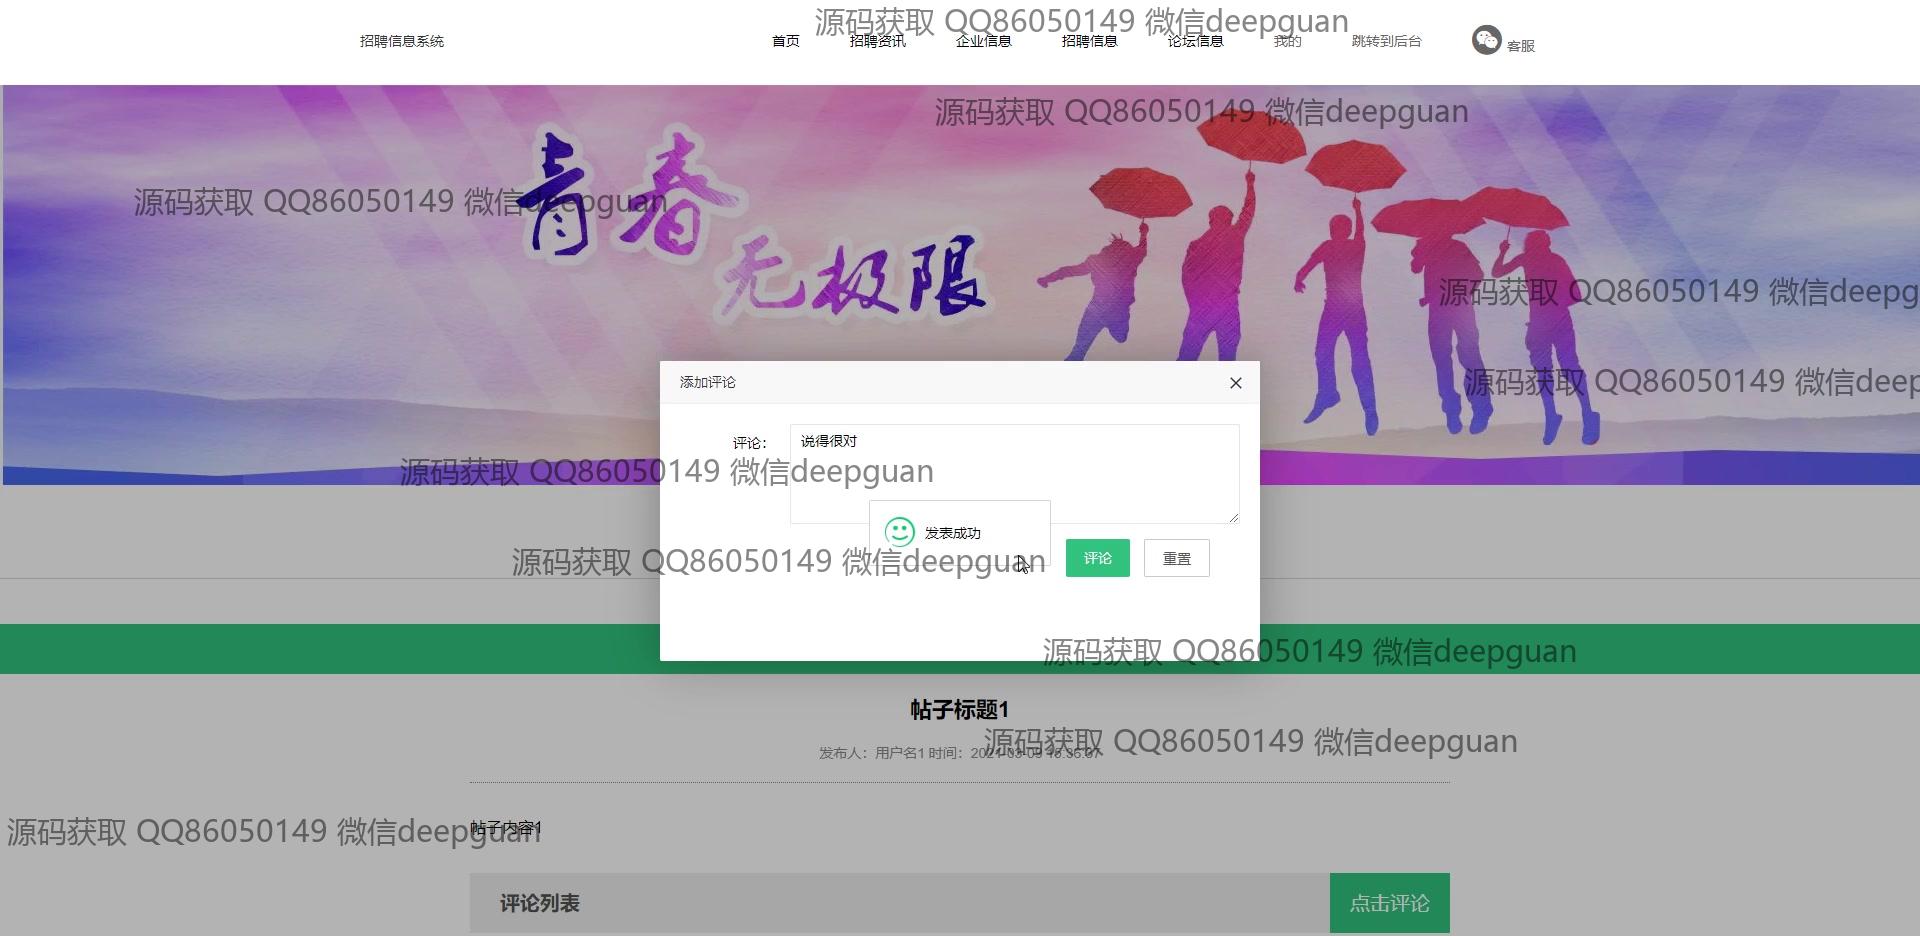 源码获取 QQ86050149 微信deepguan
招聘信息系统
首页 招聘资讯 企业信息 招聘信息 论坛信息 我的 跳转到后台 客服
源码获取 QQ86050149 微信deepguan
源码获取 QQ86050149 微信deepguan
青春
无极限
源码获取 QQ86050149 微信deepg
源码获取 QQ86050149 微信deep
添加评论
评论： 说得很对
源码获取 QQ86050149 微信deepguan
发表成功
源码获取 QQ86050149 微信deepguan
评论 重置
源码获取 QQ86050149 微信deepguan
帖子标题1
源码获取 QQ86050149 微信deepguan
发布人：用户名1 时间：
源码获取 QQ86050149 微信deepguan
帖子内容1
评论列表 点击评论